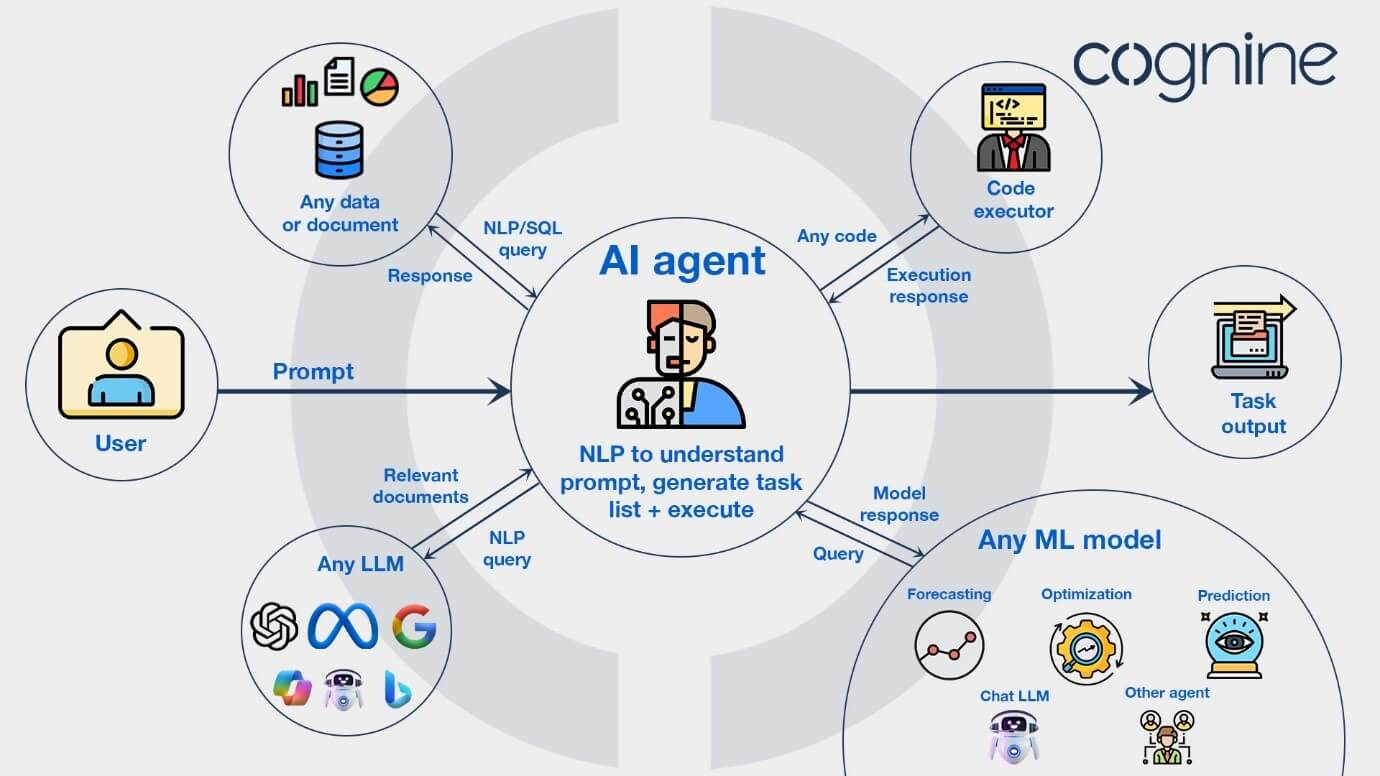 cognine
Any data
or document
NLP/SQL
query
Response
AI agent
Any code
Execution
response
</>
Code
executor
User
Prompt
NLP to understand
prompt, generate task
list + execute
Task
output
Relevant
documents
NLP
query
Any LLM
Model
response
Query
Any ML model
Forecasting
Optimization
Prediction
Chat LLM
Other agent